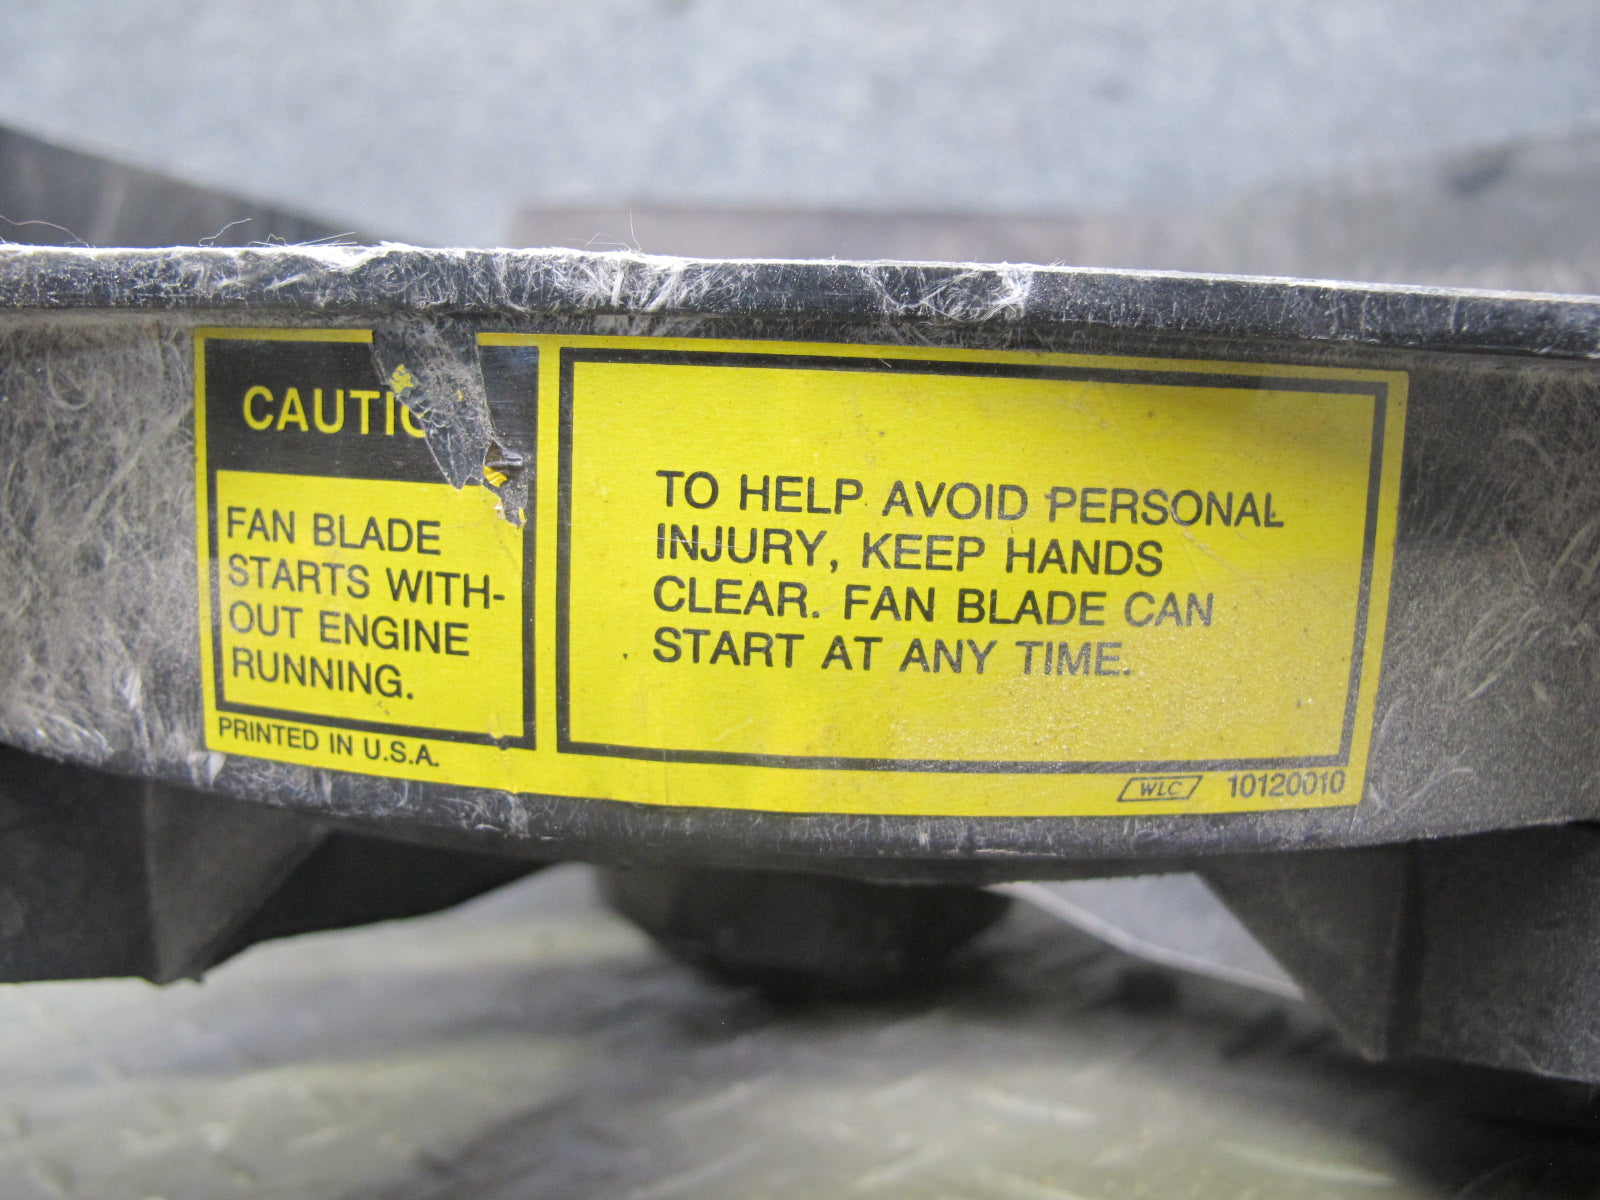 CAUTIO
FAN BLADE
STARTS WITH-
OUT ENGINE
RUNNING.
PRINTED IN U.S.A.
TO HELP AVOID PERSONAL
INJURY, KEEP HANDS
CLEAR. FAN BLADE CAN
START AT ANY TIME.
WLC 10120010